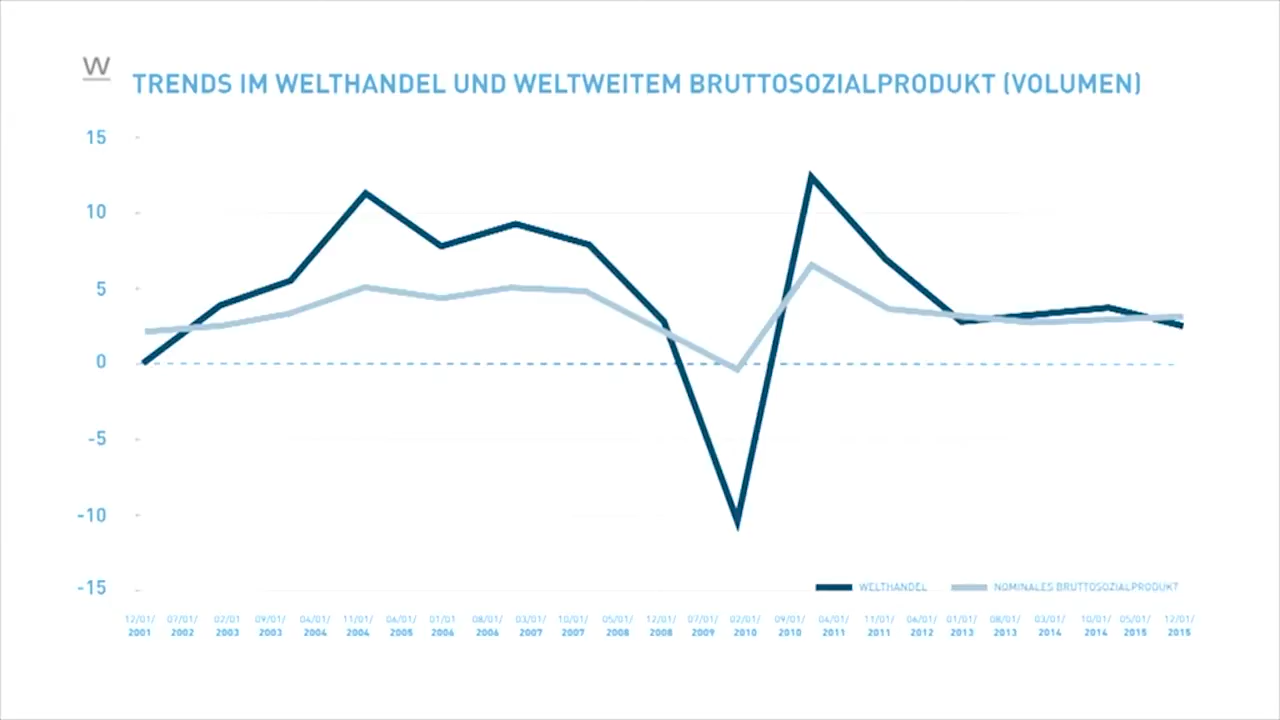 W
TRENDS IM WELTHANDEL UND WELTWEITEM BRUTTOSOZIALPRODUKT (VOLUMEN)
15
10
5
0
-5
-10
-15
WELTHANDEL NOMINALES BRUTTOSOZIALPRODUKT
12/01/ 07/01/ 02/01 09/01/ 04/01/ 11/01/ 06/01/ 01/01 08/01/ 03/01/ 10/01/ 05/01/ 12/01/ 07/01/ 02/01/ 09/01/ 04/01/ 11/01/ 06/01/ 01/01/ 08/01/ 03/01/ 10/01/ 05/01/ 12/01/
2001 2002 2003 2003 2004 2004 2005 2006 2006 2007 2007 2008 2008 2009 2010 2010 2011 2011 2012 2013 2013 2014 2014 2015 2015